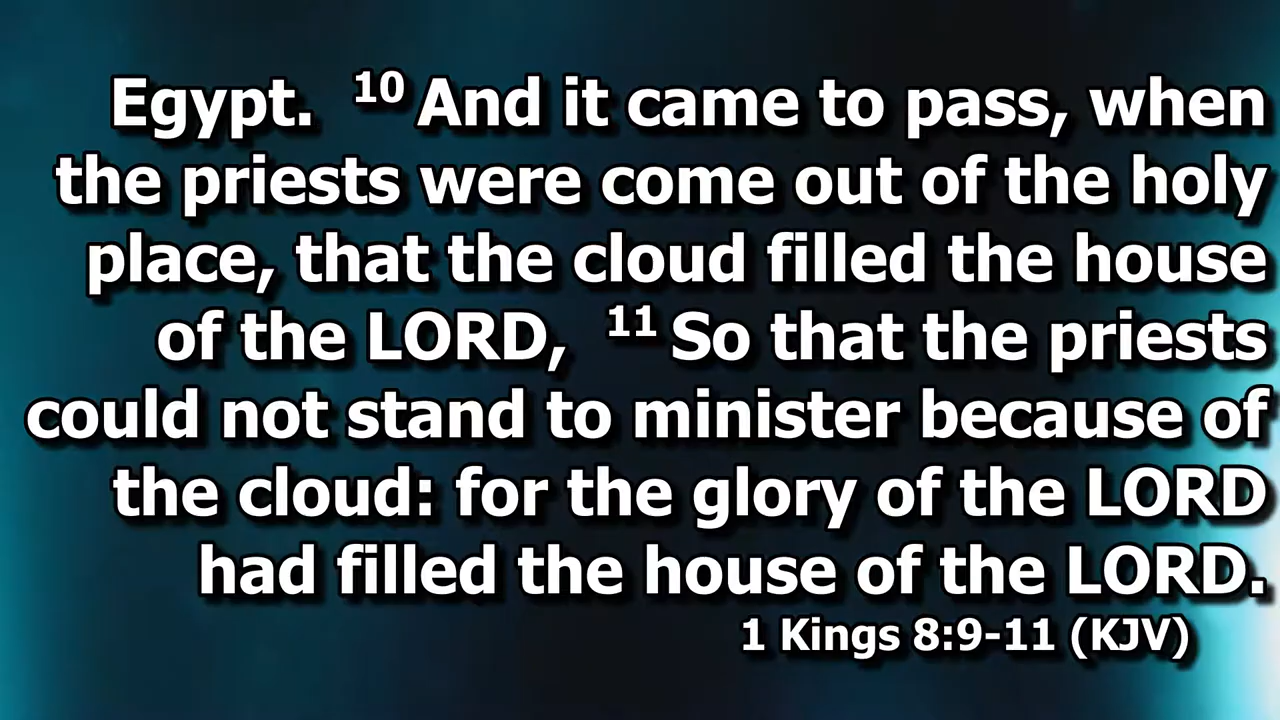 Egypt. 10 And it came to pass, when
the priests were come out of the holy
place, that the cloud filled the house
of the LORD, 11 So that the priests
could not stand to minister because of
the cloud: for the glory of the LORD
had filled the house of the LORD.
1 Kings 8:9-11 (KJV)